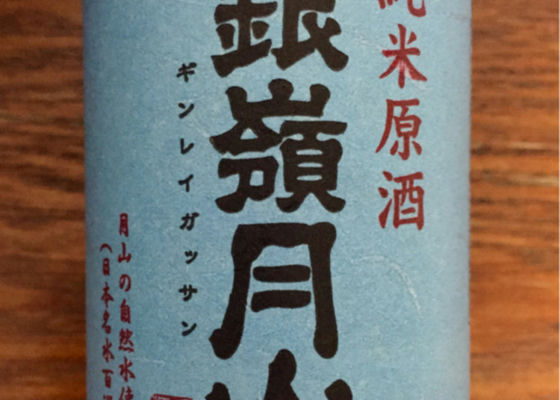 純米原酒
銀嶺月山
ギンレイガッサン
月山の自然水使
(日本名水百